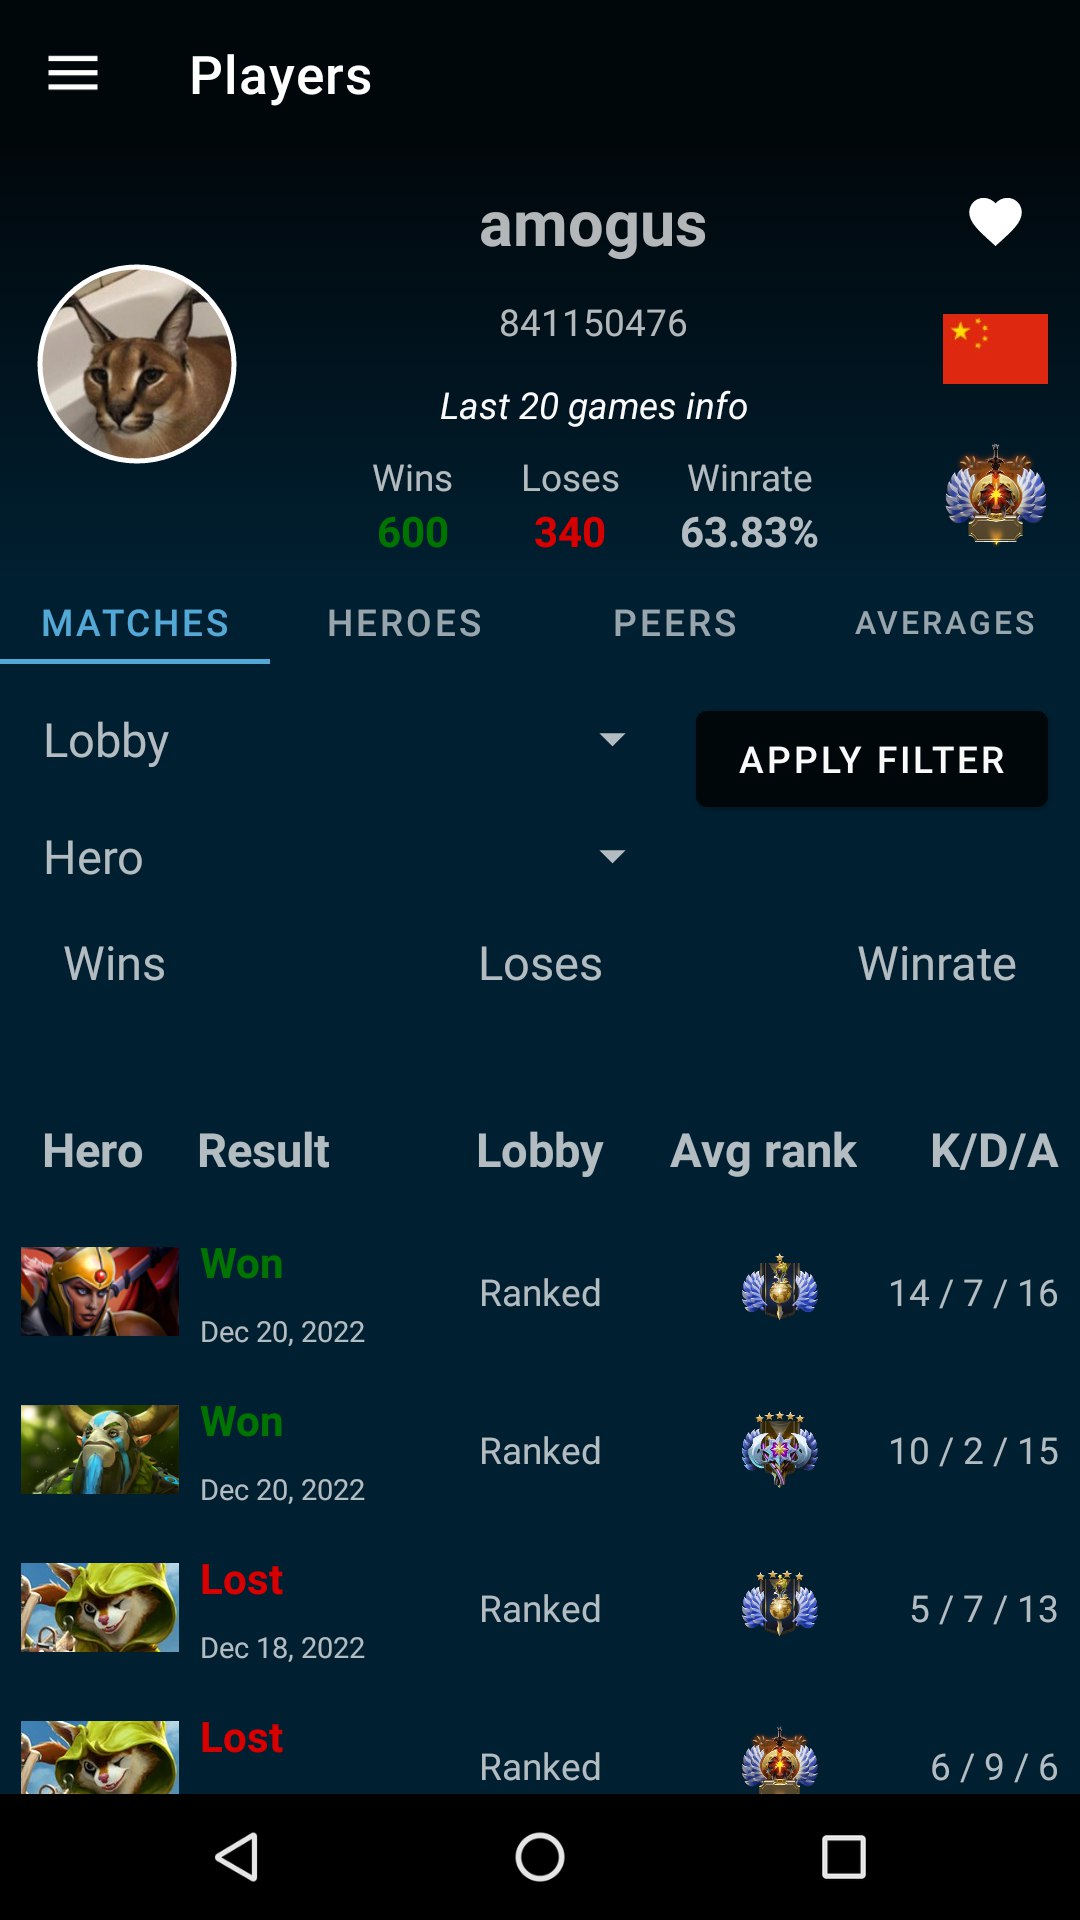 Players
amogus
841150476
Last 20 games info
Wins Loses Winrate
600 340 63.83%
MATCHES HEROES PEERS AVERAGES
Lobby
APPLY FILTER
Hero
Wins Loses Winrate
Hero Result Lobby Avg rank K/D/A
Won
Ranked 14 / 7 / 16
Dec 20, 2022
Won
Ranked 10 / 2 / 15
Dec 20, 2022
Lost
Ranked 5 / 7 / 13
Dec 18, 2022
Lost
Ranked 6 / 9 / 6